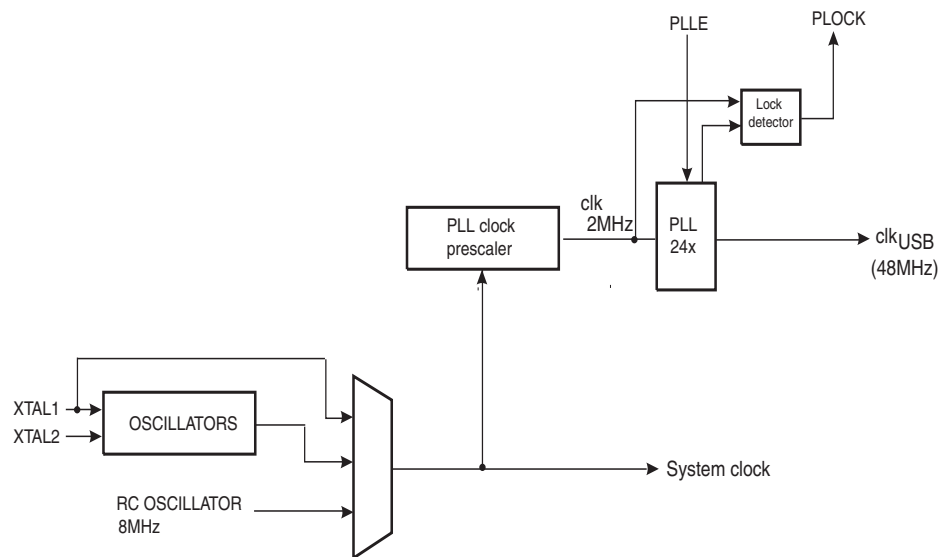 PLLE
PLOCK
Lock
detector
clk
2MHz
PLL clock
prescaler
PLL
24x
clkUSB
(48MHz)
XTAL1
XTAL2
OSCILLATORS
RC OSCILLATOR
8MHz
System clock